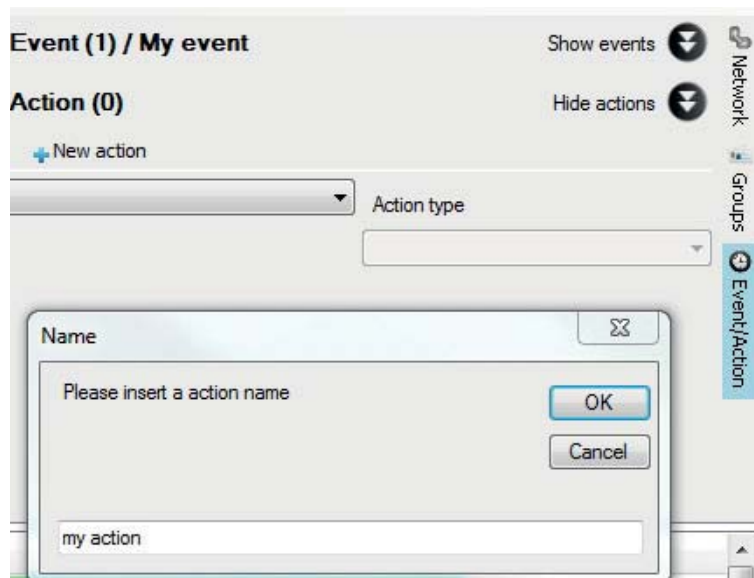 Event (1) / My event
Show events
Action (0)
Hide actions
New action
Action type
Network
Groups
Event/Action
Name
Please insert a action name
OK
Cancel
my action